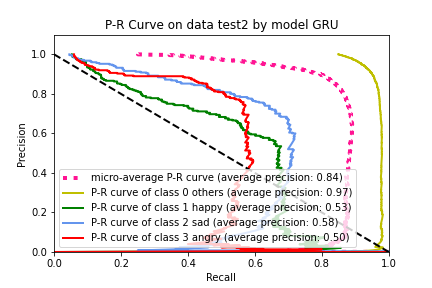 P-R Curve on data test2 by model GRU
1.0
0.8
0.6
0.4
0.2
0.0
Precision
micro-average P-R curve (average precision: 0.84)
P-R curve of class 0 others (average precision: 0.97)
P-R curve of class 1 happy (average precision: 0.53)
P-R curve of class 2 sad (average precision: 0.58)
P-R curve of class 3 angry (average precision: 0.50)
0.0 0.2 0.4 0.6 0.8 1.0
Recall